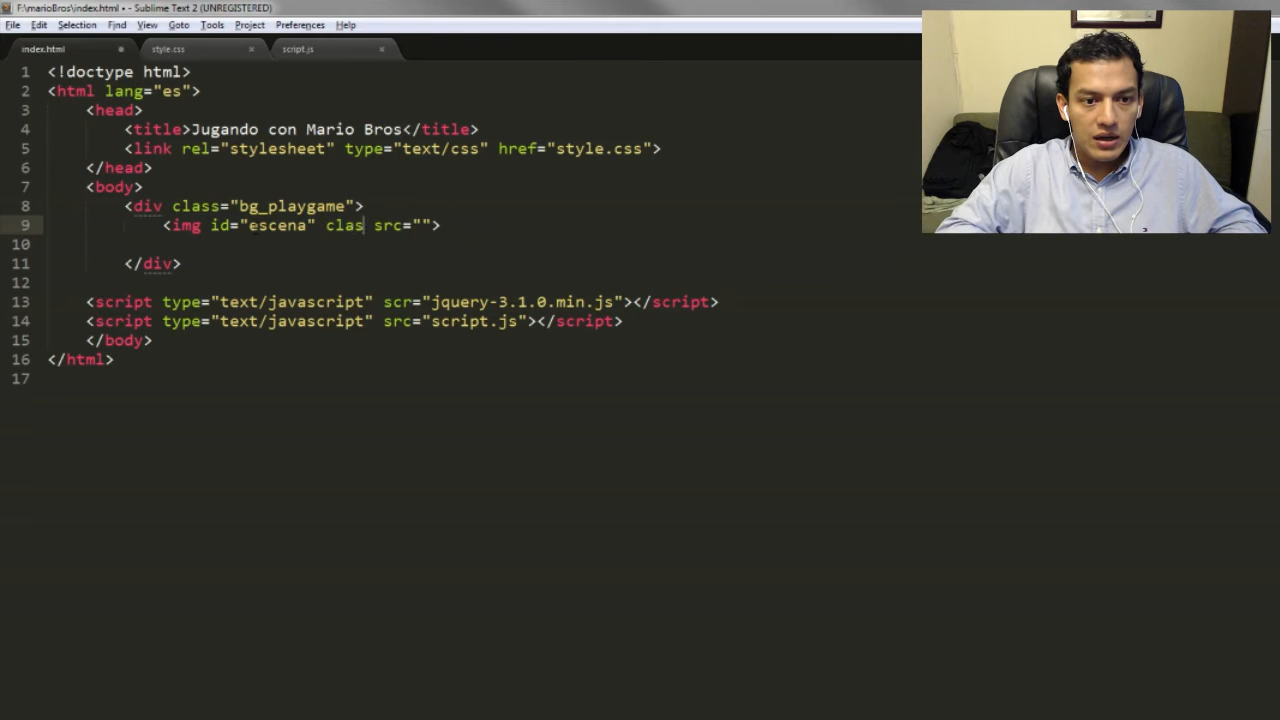 F:\marioBros\index.html • - Sublime Text 2 (UNREGISTERED)
File Edit Selection Find View Goto Tools Project Preferences Help
index.html style.css script.js
1 <!doctype html>
2 <html lang="es">
3 <head>
4 <title>Jugando con Mario Bros</title>
5 <link rel="stylesheet" type="text/css" href="style.css">
6 </head>
7 <body>
8 <div class="bg_playgame">
9 <img id="escena" clas src="">
10
11 </div>
12
13 <script type="text/javascript" scr="jquery-3.1.0.min.js"></script>
14 <script type="text/javascript" src="script.js"></script>
15 </body>
16 </html>
17